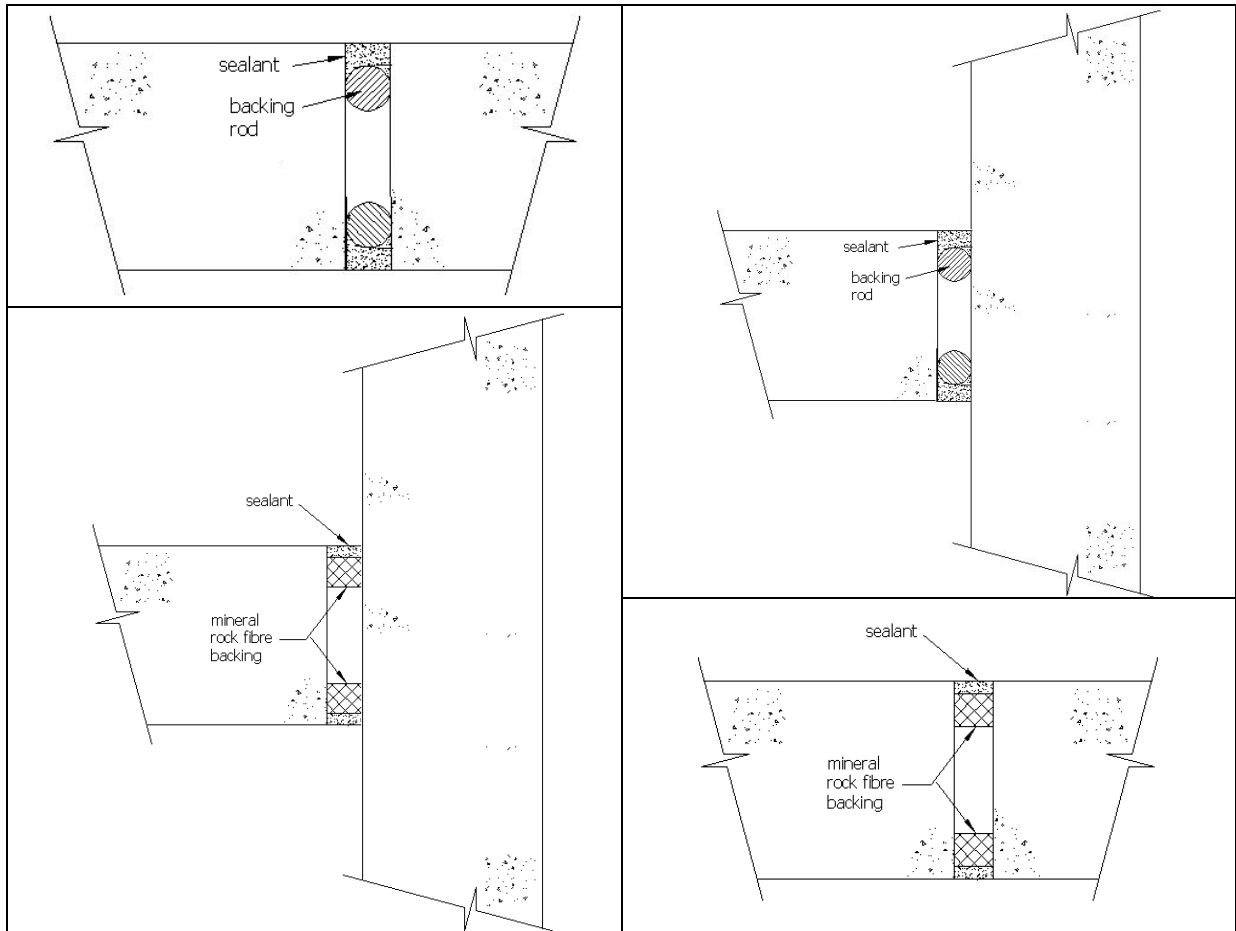 sealant
backing
rod
sealant
backing
rod
sealant
mineral
rock fibre
backing
sealant
mineral
rock fibre
backing